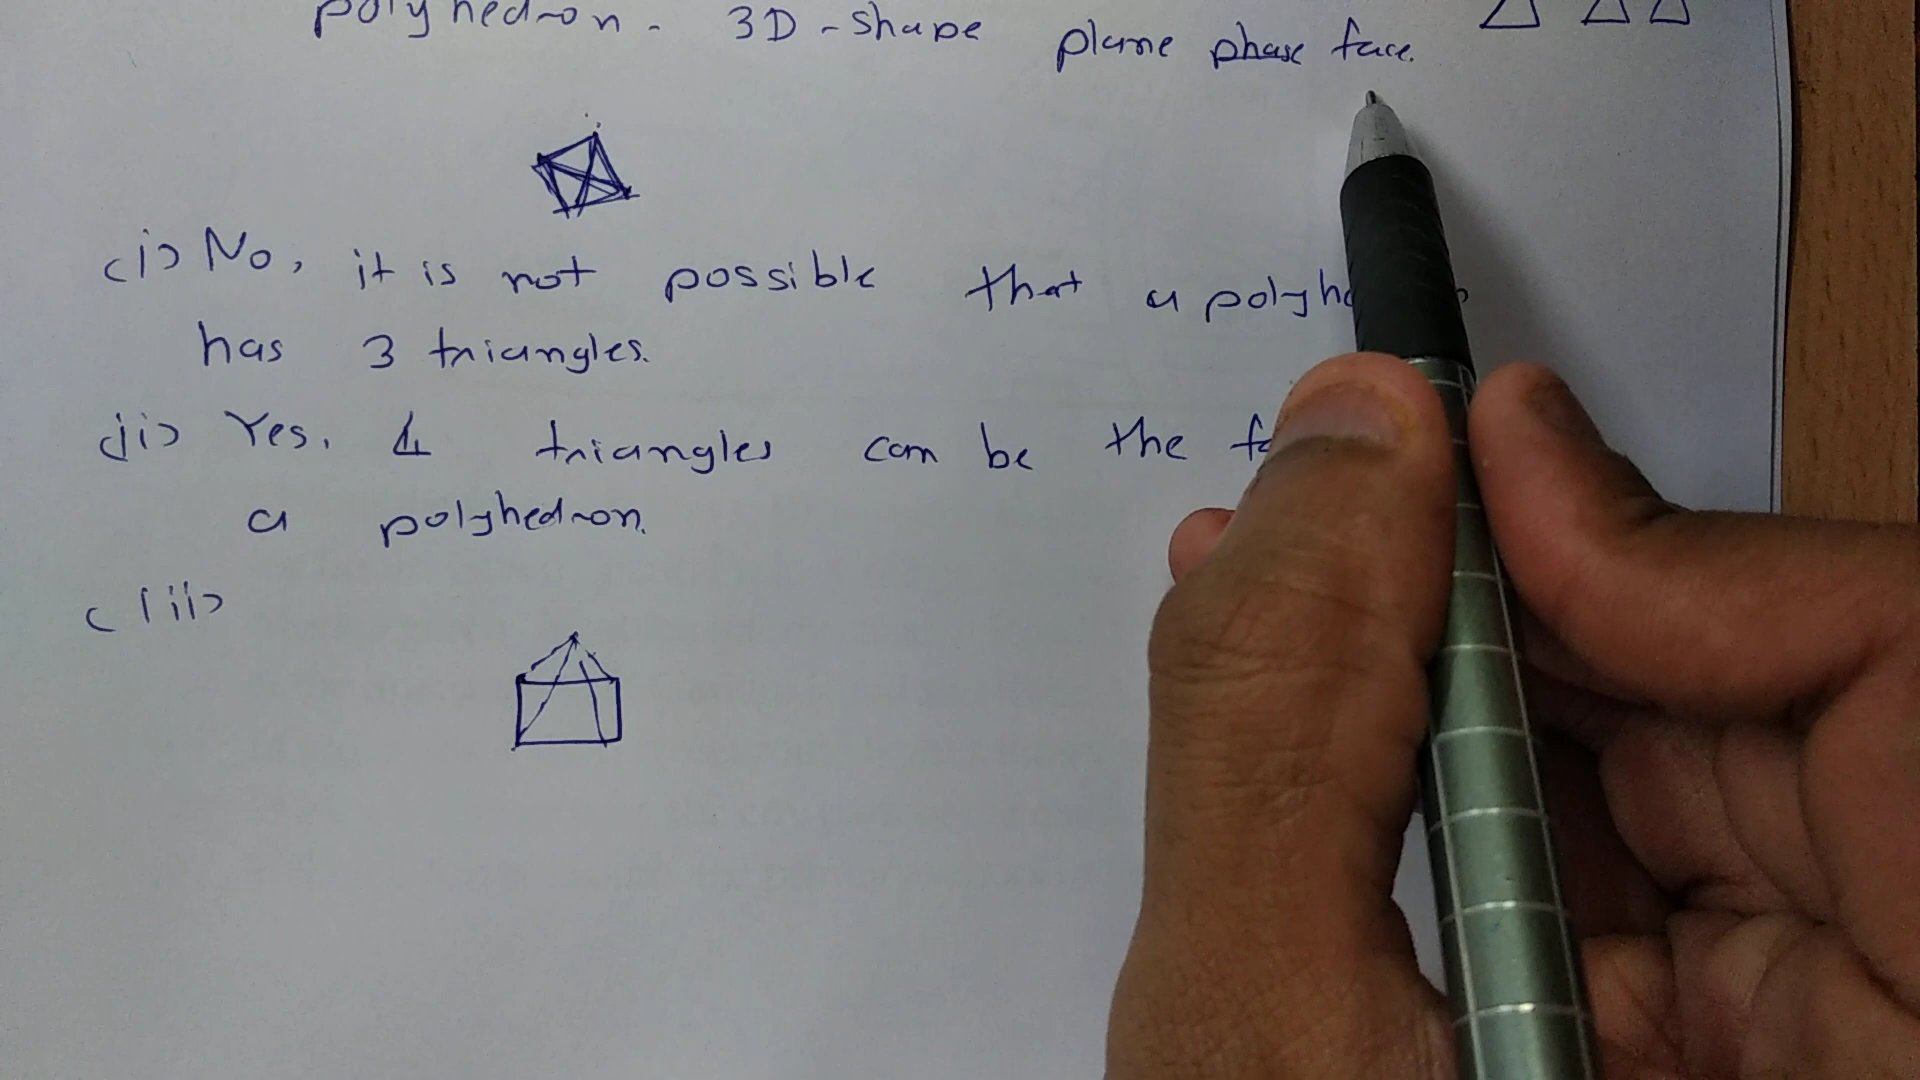 polyhedron. 3D-shape plane phase face.
(i) No, it is not possible that a
has 3 triangles.
(ii) Yes, 4 triangles can be the
a polyhedron.
(iii)